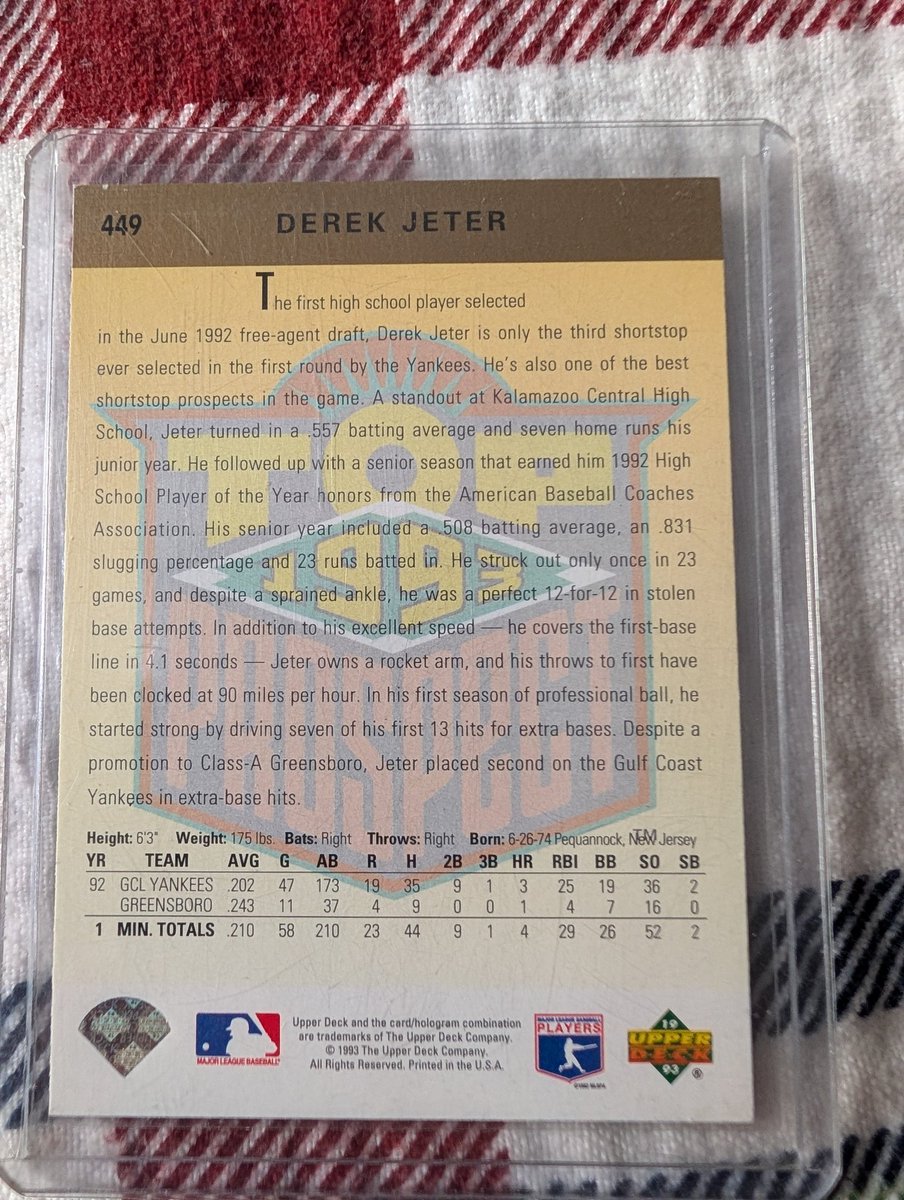 449 DEREK JETER
The first high school player selected
in the June 1992 free-agent draft, Derek Jeter is only the third shortstop
ever selected in the first round by the Yankees. He's also one of the best
shortstop prospects in the game. A standout at Kalamazoo Central High
School, Jeter turned in a .557 batting average and seven home runs his
junior year. He followed up with a senior season that earned him 1992 High
School Player of the Year honors from the American Baseball Coaches
Association. His senior year included a .508 batting average, an .831
slugging percentage and 23 runs batted in. He struck out only once in 23
games, and despite a sprained ankle, he was a perfect 12-for-12 in stolen
base attempts. In addition to his excellent speed — he covers the first-base
line in 4.1 seconds — Jeter owns a rocket arm, and his throws to first have
been clocked at 90 miles per hour. In his first season of professional ball, he
started strong by driving seven of his first 13 hits for extra bases. Despite a
promotion to Class-A Greensboro, Jeter placed second on the Gulf Coast
Yankees in extra-base hits.
TOP
1993
PROSPECT
TM
Height: 6'3" Weight: 175 lbs. Bats: Right Throws: Right Born: 6-26-74 Pequannock, New Jersey
YR TEAM AVG G AB R H 2B 3B HR RBI BB SO SB
92 GCL YANKEES .202 47 173 19 35 9 1 3 25 19 36 2
GREENSBORO .243 11 37 4 9 0 0 1 4 7 16 0
1 MIN. TOTALS .210 58 210 23 44 9 1 4 29 26 52 2
MAJOR LEAGUE BASEBALL
Upper Deck and the card/hologram combination
are trademarks of The Upper Deck Company.
© 1993 The Upper Deck Company.
All Rights Reserved. Printed in the U.S.A.
MAJOR LEAGUE BASEBALL
PLAYERS
19
UPPER
DECK
93 ®